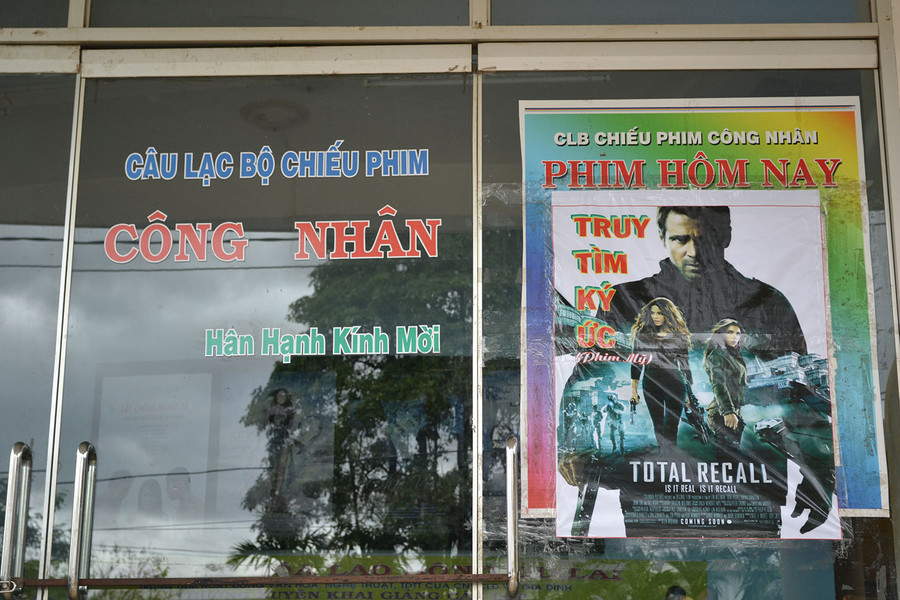 CÂU LẠC BỘ CHIẾU PHIM
CÔNG NHÂN
Hân Hạnh Kính Mời
CLB CHIẾU PHIM CÔNG NHÂN
PHIM HÔM NAY
TRUY
TÌM
KÝ
ỨC
(Phim Mỹ)
TOTAL RECALL
IS IT REAL IS IT RECALL
COMING SOON